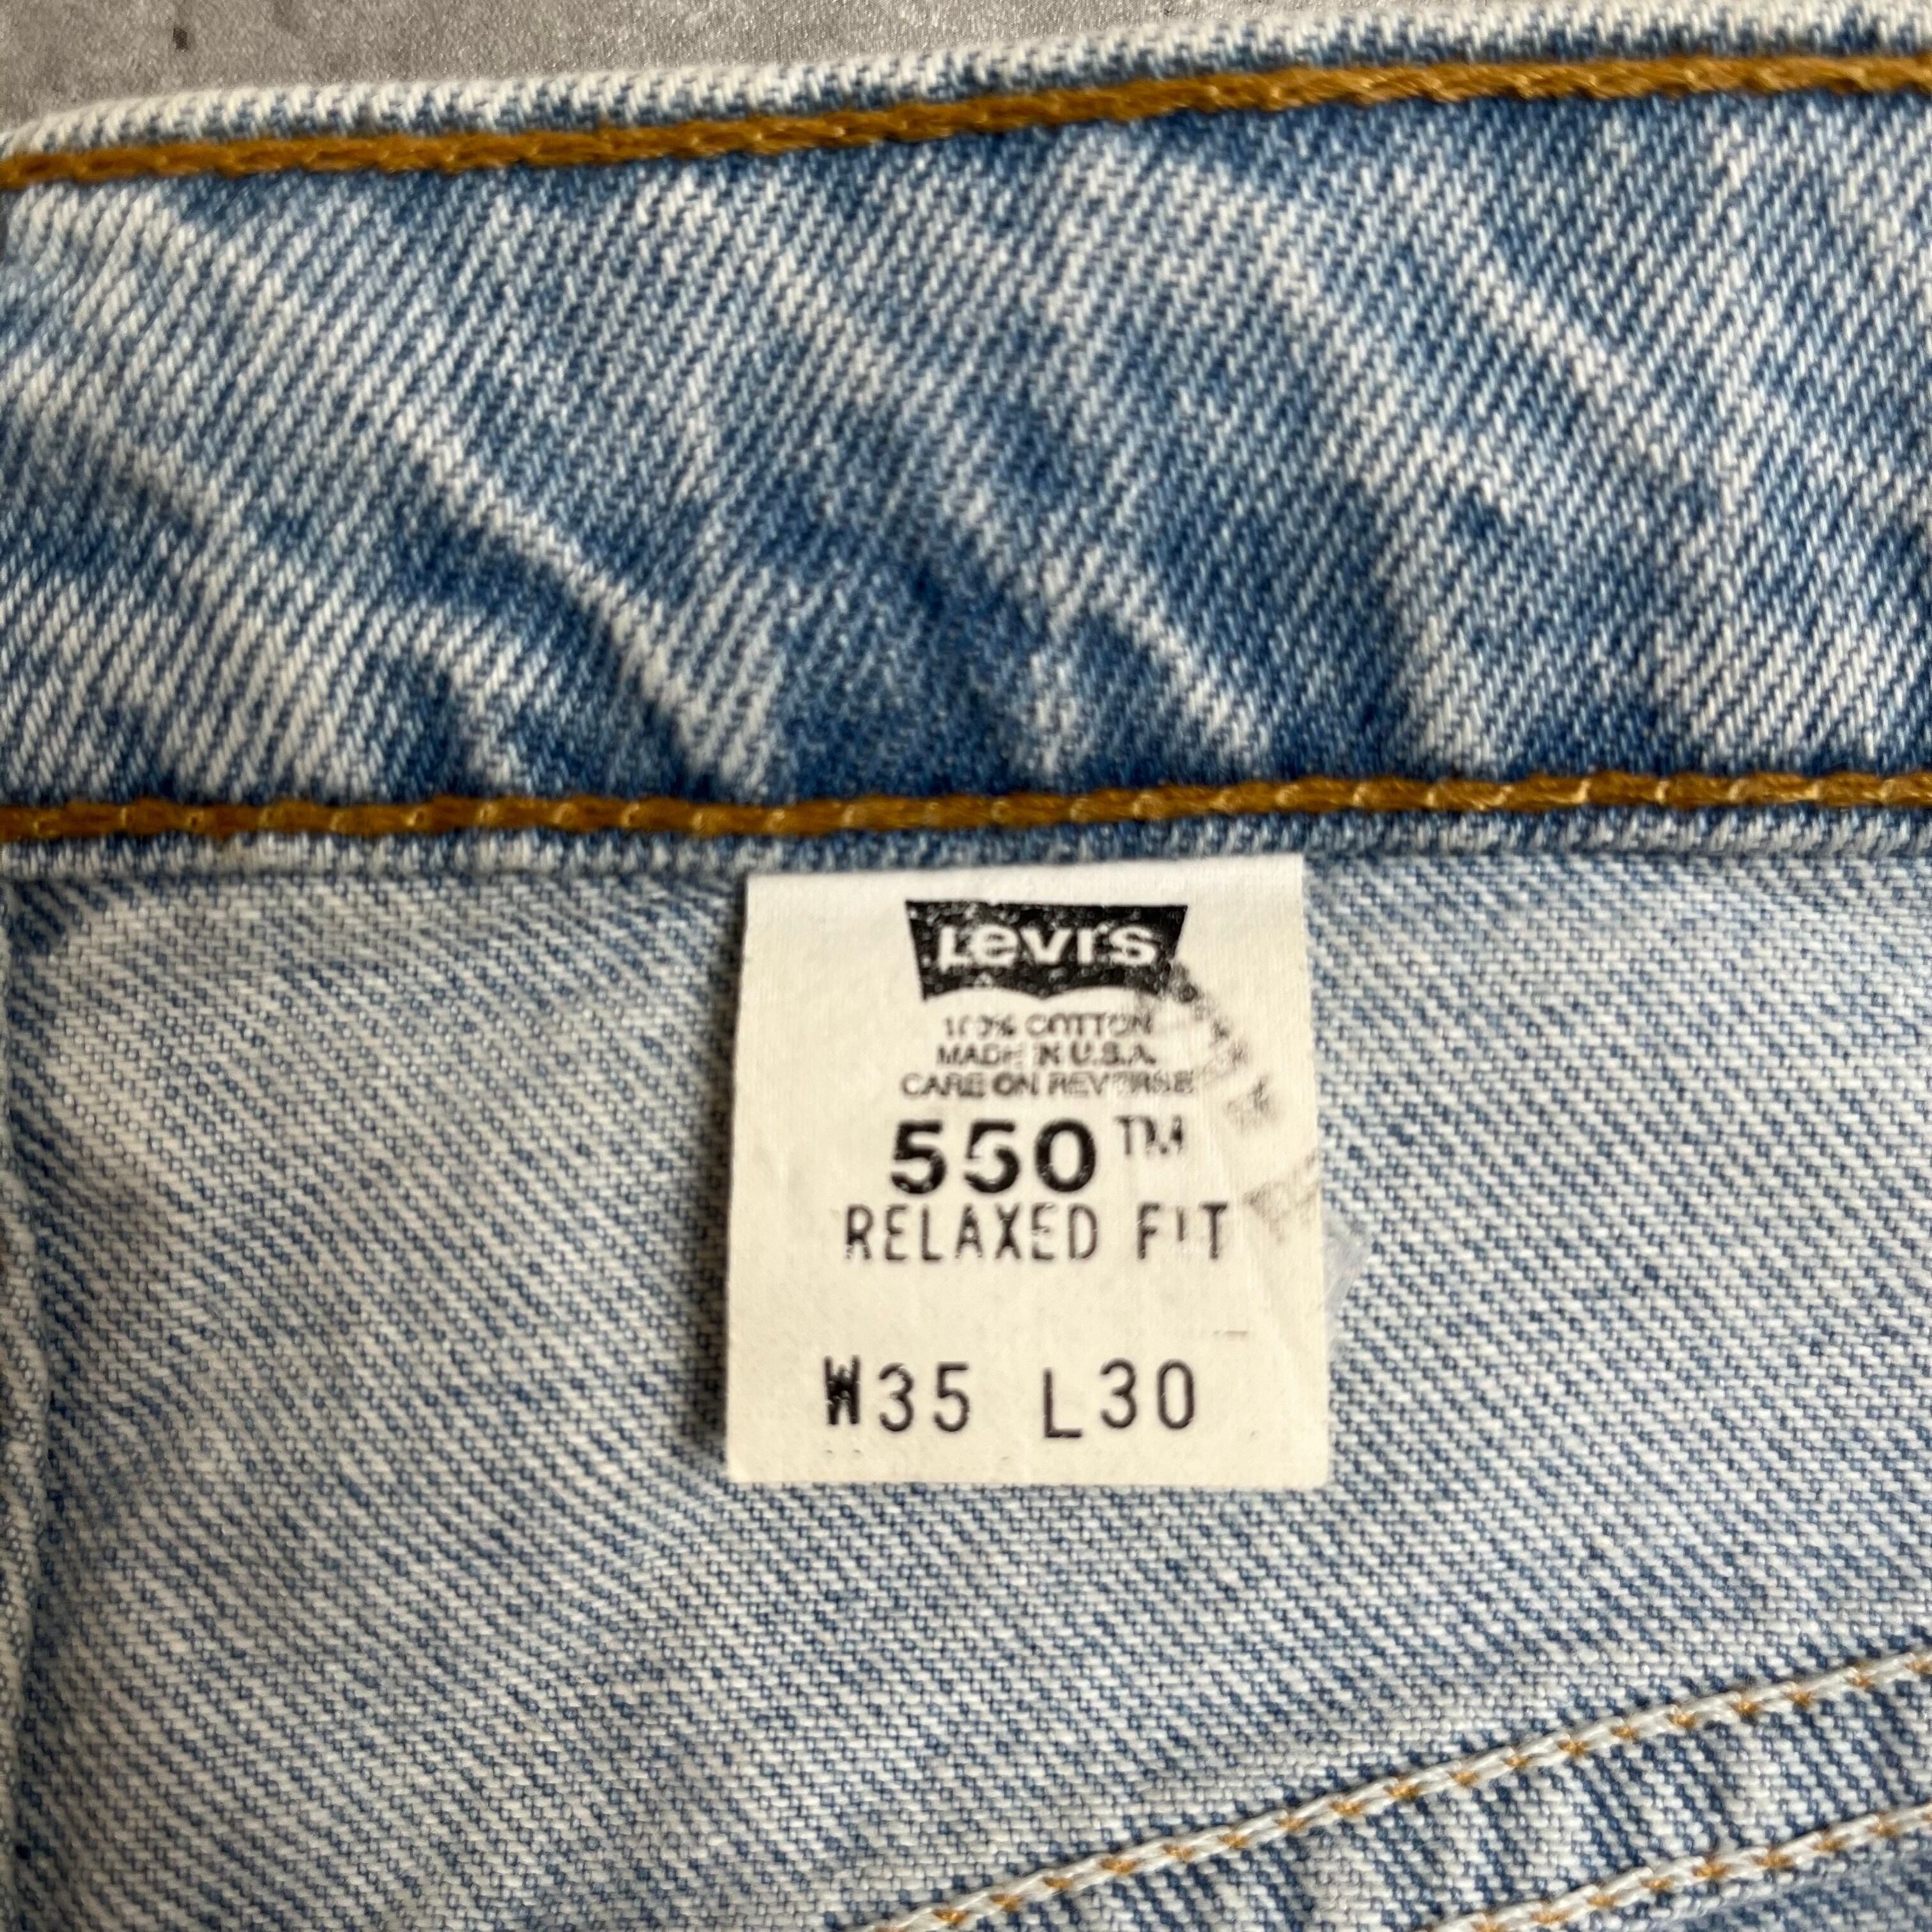 Levi's
100% COTTON
MADE IN U.S.A.
CARE ON REVERSE
550™
RELAXED FIT
W35 L30